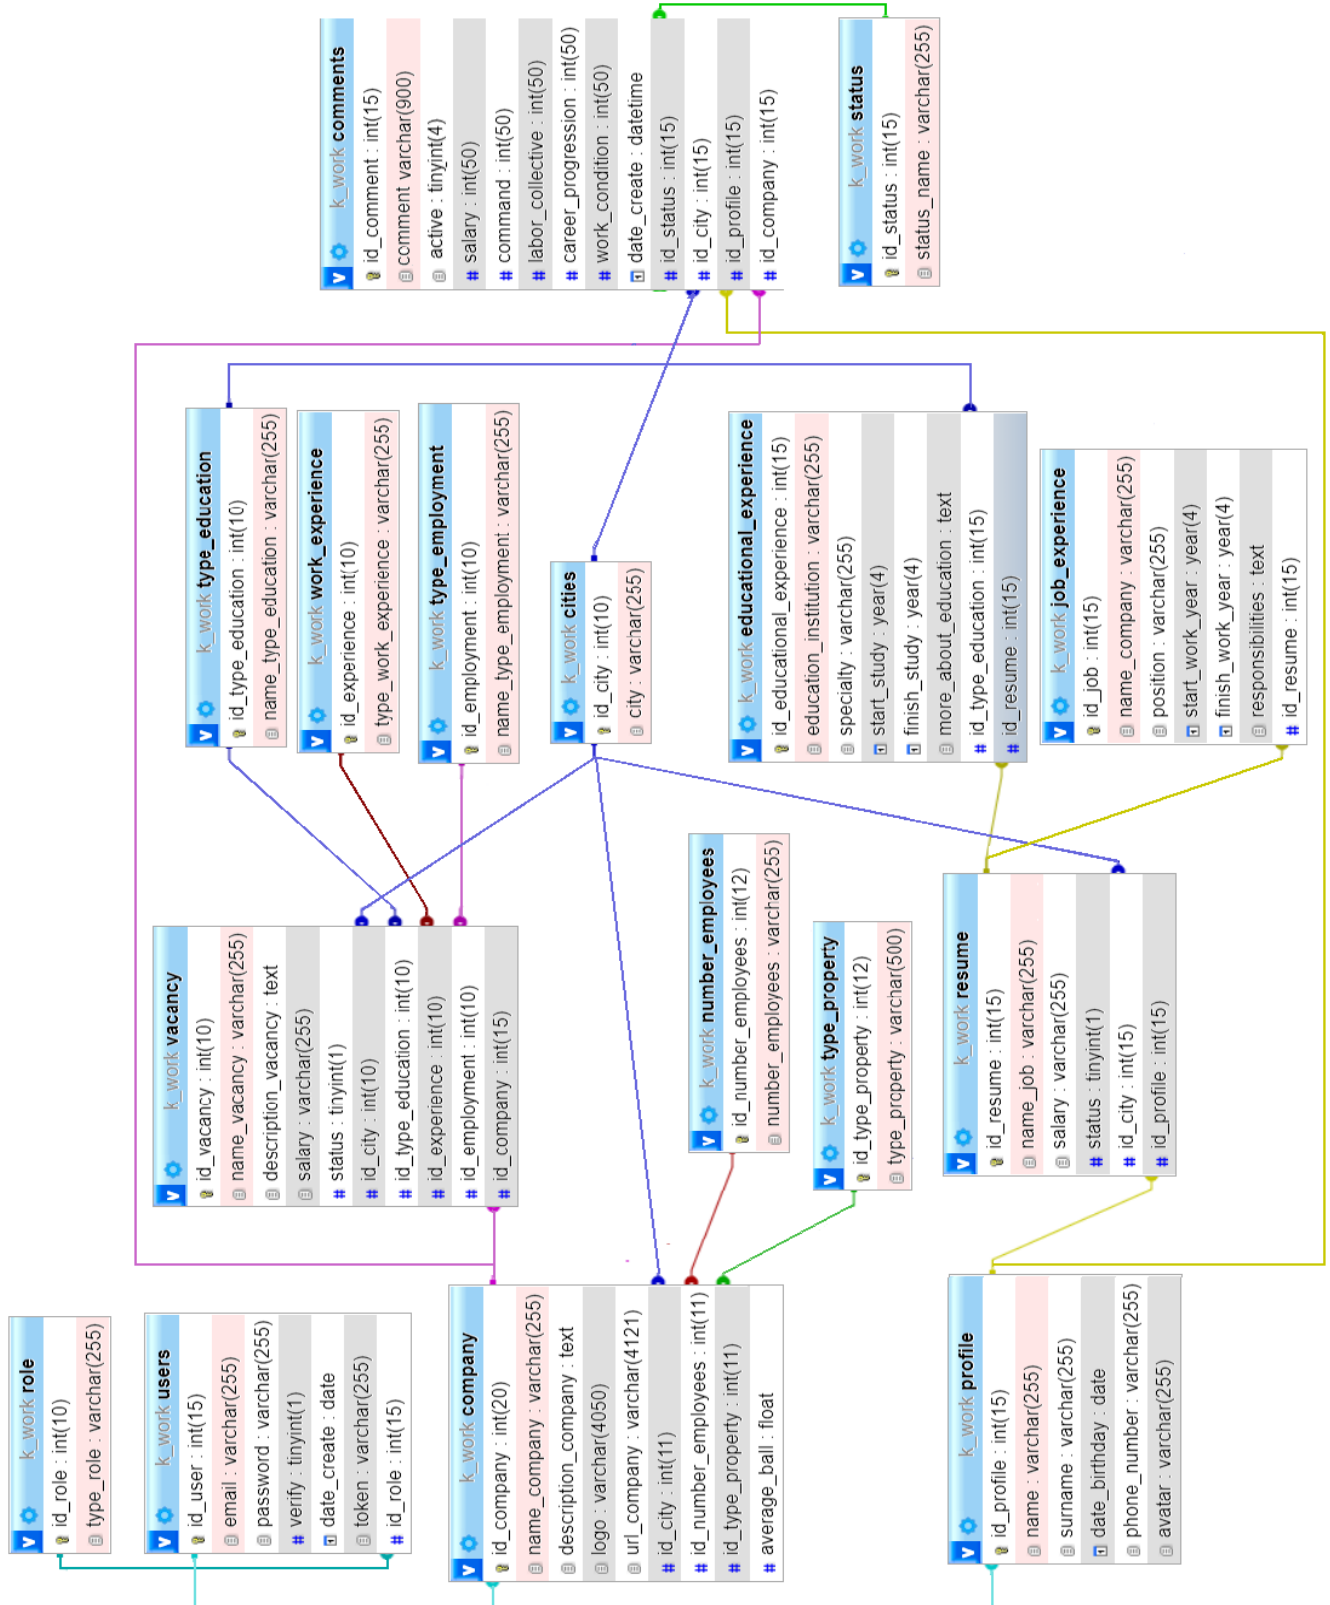 k_work role
id_role : int(10)
type_role : varchar(255)
k_work users
id_user : int(15)
email : varchar(255)
password : varchar(255)
verify : tinyint(1)
date_create : date
token : varchar(255)
id_role : int(15)
k_work company
id_company : int(20)
name_company : varchar(255)
description_company : text
logo : varchar(4050)
url_company : varchar(4121)
id_city : int(11)
id_number_employees : int(11)
id_type_property : int(11)
average_ball : float
k_work profile
id_profile : int(15)
name : varchar(255)
surname : varchar(255)
date_birthday : date
phone_number : varchar(255)
avatar : varchar(255)
k_work vacancy
id_vacancy : int(10)
name_vacancy : varchar(255)
description_vacancy : text
salary : varchar(255)
status : tinyint(1)
id_city : int(10)
id_type_education : int(10)
id_experience : int(10)
id_employment : int(10)
id_company : int(15)
k_work number_employees
id_number_employees : int(12)
number_employees : varchar(255)
k_work type_property
id_type_property : int(12)
type_property : varchar(500)
k_work resume
id_resume : int(15)
name_job : varchar(255)
salary : varchar(255)
status : tinyint(1)
id_city : int(15)
id_profile : int(15)
k_work type_education
id_type_education : int(10)
name_type_education : varchar(255)
k_work work_experience
id_experience : int(10)
type_work_experience : varchar(255)
k_work type_employment
id_employment : int(10)
name_type_employment : varchar(255)
k_work cities
id_city : int(10)
city : varchar(255)
k_work educational_experience
id_educational_experience : int(15)
education_institution : varchar(255)
specialty : varchar(255)
start_study : year(4)
finish_study : year(4)
more_about_education : text
id_type_education : int(15)
id_resume : int(15)
k_work job_experience
id_job : int(15)
name_company : varchar(255)
position : varchar(255)
start_work_year : year(4)
finish_work_year : year(4)
responsibilities : text
id_resume : int(15)
k_work comments
id_comment : int(15)
comment varchar(900)
active : tinyint(4)
salary : int(50)
command : int(50)
labor_collective : int(50)
career_progression : int(50)
work_condition : int(50)
date_create : datetime
id_status : int(15)
id_city : int(15)
id_profile : int(15)
id_company : int(15)
k_work status
id_status : int(15)
status_name : varchar(255)